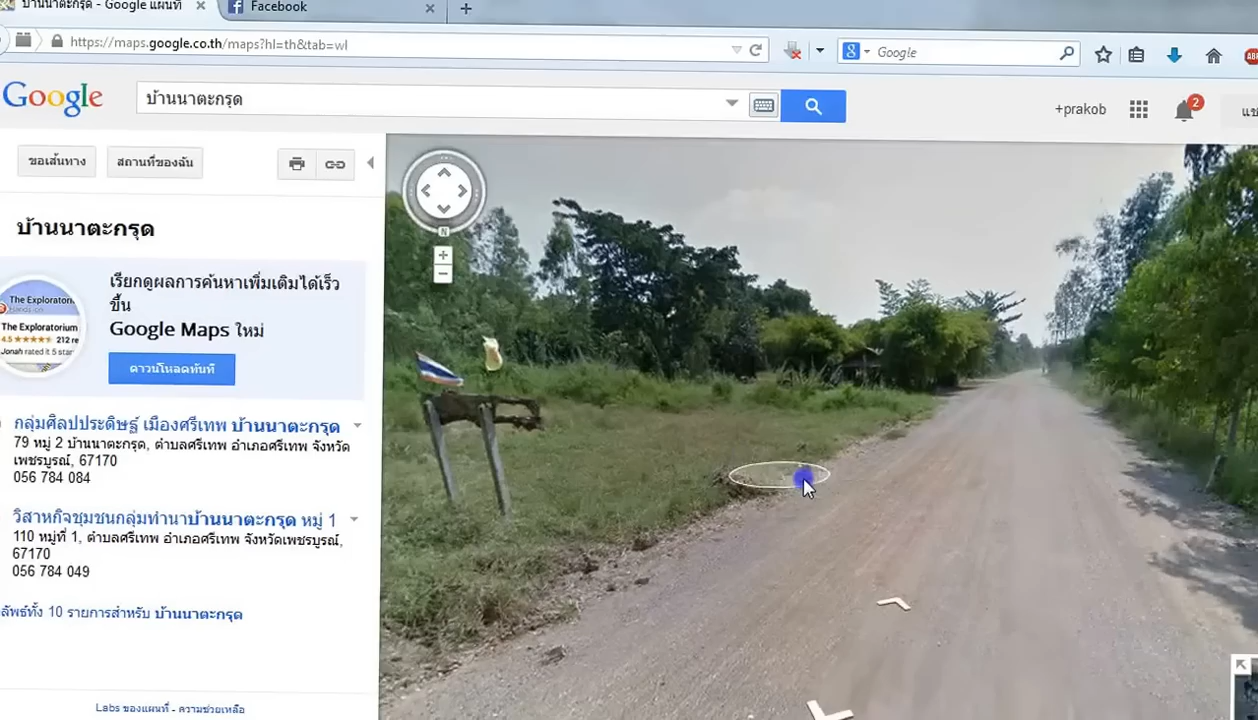 บ้านนาตะกรุด - Google แผนที่
Facebook
https://maps.google.co.th/maps?hl=th&tab=wl
Google
Google
บ้านนาตะกรุด
+prakob
2
ขอเส้นทาง
สถานที่ของฉัน
บ้านนาตะกรุด
เรียกดูผลการค้นหาเพิ่มเติมได้เร็ว
ขึ้น
Google Maps ใหม่
ดาวน์โหลดทันที
The Exploratorium
4.5
212 re
Jonah rated it 5 star
N
กลุ่มศิลปประดิษฐ์ เมืองศรีเทพ บ้านนาตะกรุด
79 หมู่ 2 บ้านนาตะกรุด, ตำบลศรีเทพ อำเภอศรีเทพ จังหวัด
เพชรบูรณ์, 67170
056 784 084
วิสาหกิจชุมชนกลุ่มทำนาบ้านนาตะกรุด หมู่ 1
110 หมู่ที่ 1, ตำบลศรีเทพ อำเภอศรีเทพ จังหวัดเพชรบูรณ์,
67170
056 784 049
ลัพธ์ทั้ง 10 รายการสำหรับ บ้านนาตะกรุด
Labs ของแผนที่ - ความช่วยเหลือ